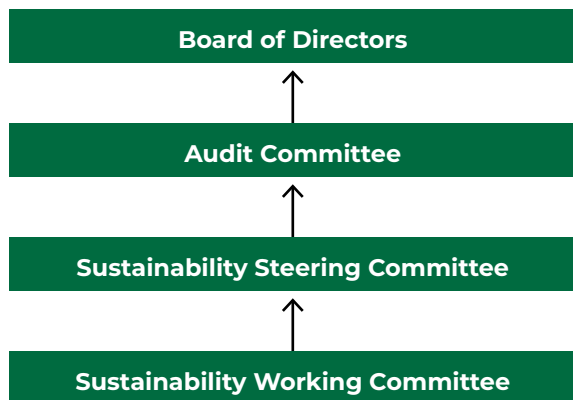 Board of Directors
Audit Committee
Sustainability Steering Committee
Sustainability Working Committee